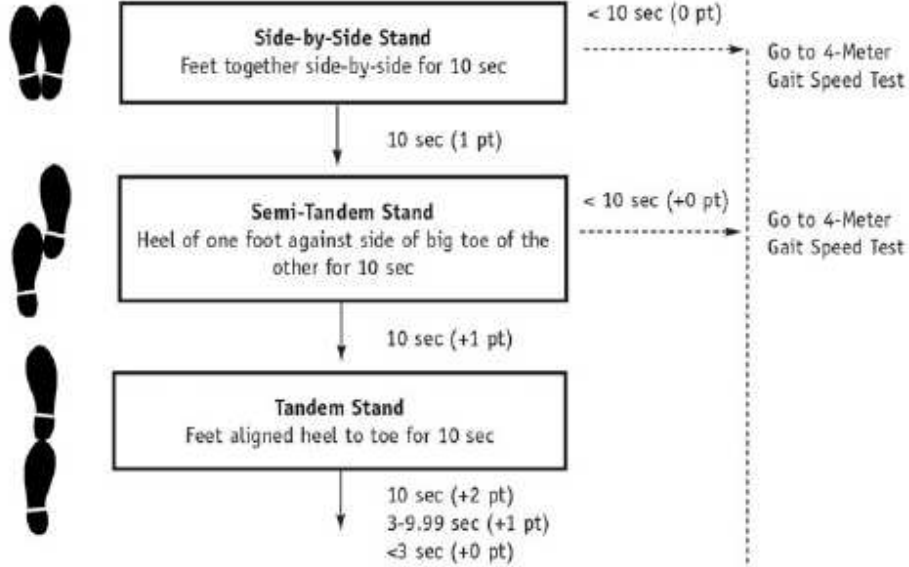 < 10 sec (0 pt)
Side-by-Side Stand
Feet together side-by-side for 10 sec
Go to 4-Meter
Gait Speed Test
10 sec (1 pt)
Semi-Tandem Stand
Heel of one foot against side of big toe of the
other for 10 sec
< 10 sec (+0 pt)
Go to 4-Meter
Gait Speed Test
10 sec (+1 pt)
Tandem Stand
Feet aligned heel to toe for 10 sec
10 sec (+2 pt)
3-9.99 sec (+1 pt)
<3 sec (+0 pt)